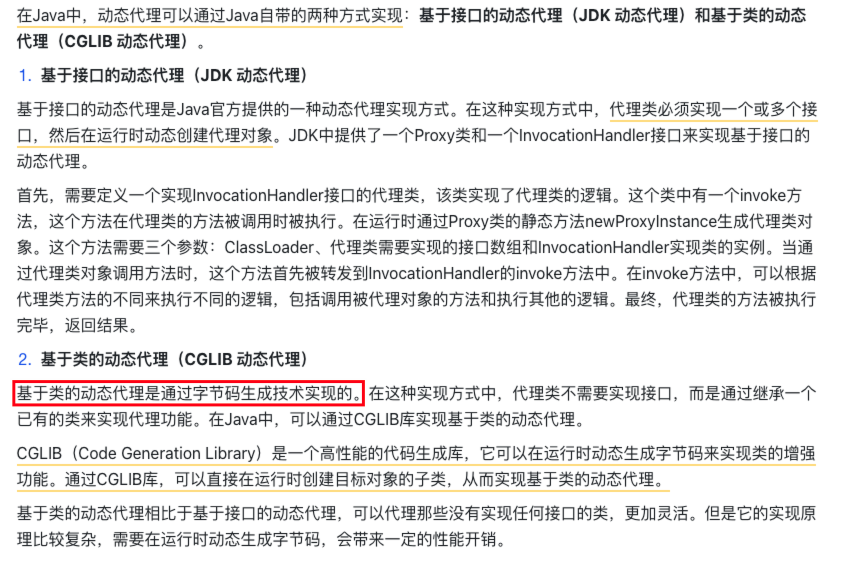 在Java中，动态代理可以通过Java自带的两种方式实现：基于接口的动态代理（JDK 动态代理）和基于类的动态
代理（CGLIB 动态代理）。
1. 基于接口的动态代理（JDK 动态代理）
基于接口的动态代理是Java官方提供的一种动态代理实现方式。在这种实现方式中，代理类必须实现一个或多个接
口，然后在运行时动态创建代理对象。JDK中提供了一个Proxy类和一个InvocationHandler接口来实现基于接口的
动态代理。
首先，需要定义一个实现InvocationHandler接口的代理类，该类实现了代理类的逻辑。这个类中有一个invoke方
法，这个方法在代理类的方法被调用时被执行。在运行时通过Proxy类的静态方法newProxyInstance生成代理类对
象。这个方法需要三个参数：ClassLoader、代理类需要实现的接口数组和InvocationHandler实现类的实例。当通
过代理类对象调用方法时，这个方法首先被转发到InvocationHandler的invoke方法中。在invoke方法中，可以根据
代理类方法的不同来执行不同的逻辑，包括调用被代理对象的方法和执行其他的逻辑。最终，代理类的方法被执行
完毕，返回结果。
2. 基于类的动态代理（CGLIB 动态代理）
基于类的动态代理是通过字节码生成技术实现的。在这种实现方式中，代理类不需要实现接口，而是通过继承一个
已有的类来实现代理功能。在Java中，可以通过CGLIB库实现基于类的动态代理。
CGLIB（Code Generation Library）是一个高性能的代码生成库，它可以在运行时动态生成字节码来实现类的增强
功能。通过CGLIB库，可以直接在运行时创建目标对象的子类，从而实现基于类的动态代理。
基于类的动态代理相比于基于接口的动态代理，可以代理那些没有实现任何接口的类，更加灵活。但是它的实现原
理比较复杂，需要在运行时动态生成字节码，会带来一定的性能开销。